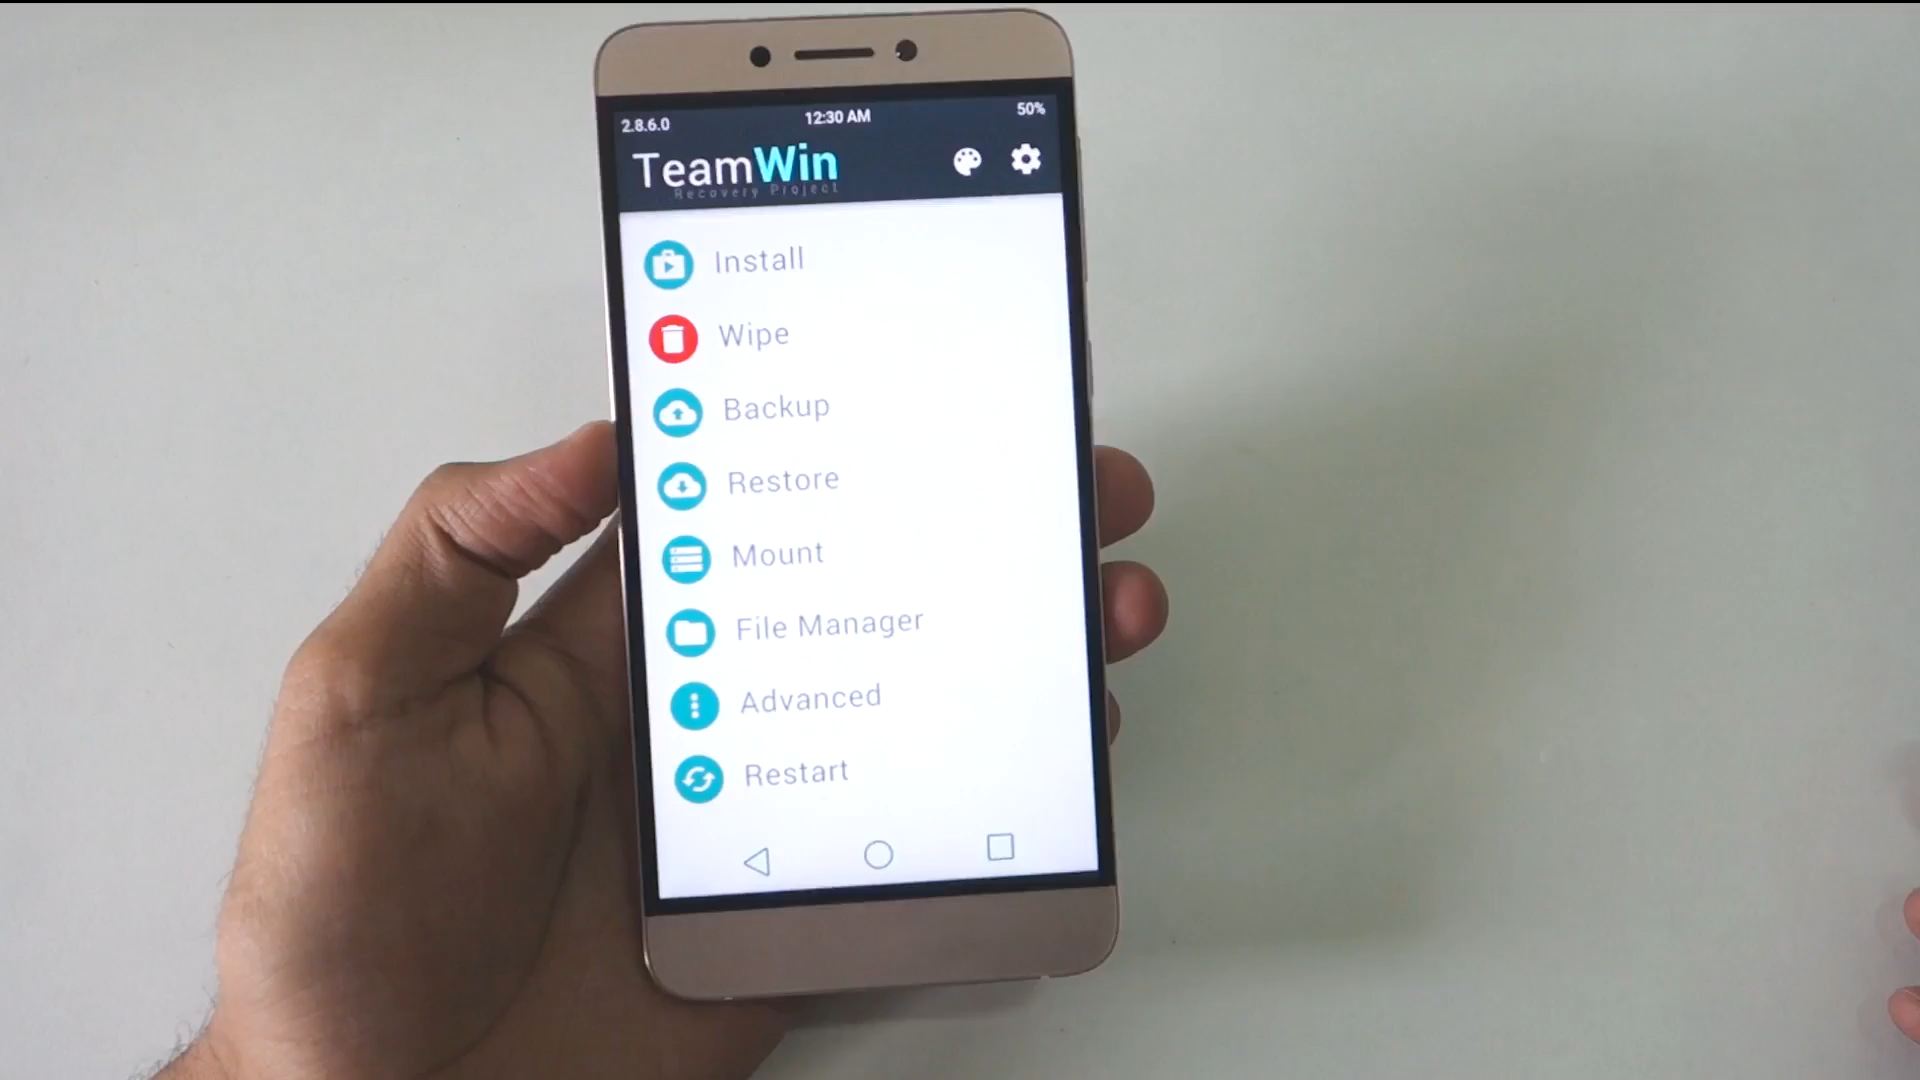 2.8.6.0 12:30 AM 50%
TeamWin
Recovery Project
Install
Wipe
Backup
Restore
Mount
File Manager
Advanced
Restart